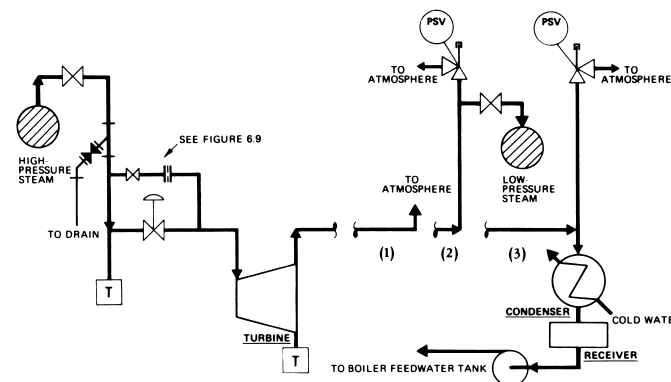 PSV
PSV
TO
ATMOSPHERE
TO
ATMOSPHERE
SEE FIGURE 6.9
HIGH-
PRESSURE
STEAM
TO
ATMOSPHERE
LOW-
PRESSURE
STEAM
TO DRAIN
(1)
(2)
(3)
T
CONDENSER
COLD WATE
TURBINE
RECEIVER
T
TO BOILER FEEDWATER TANK